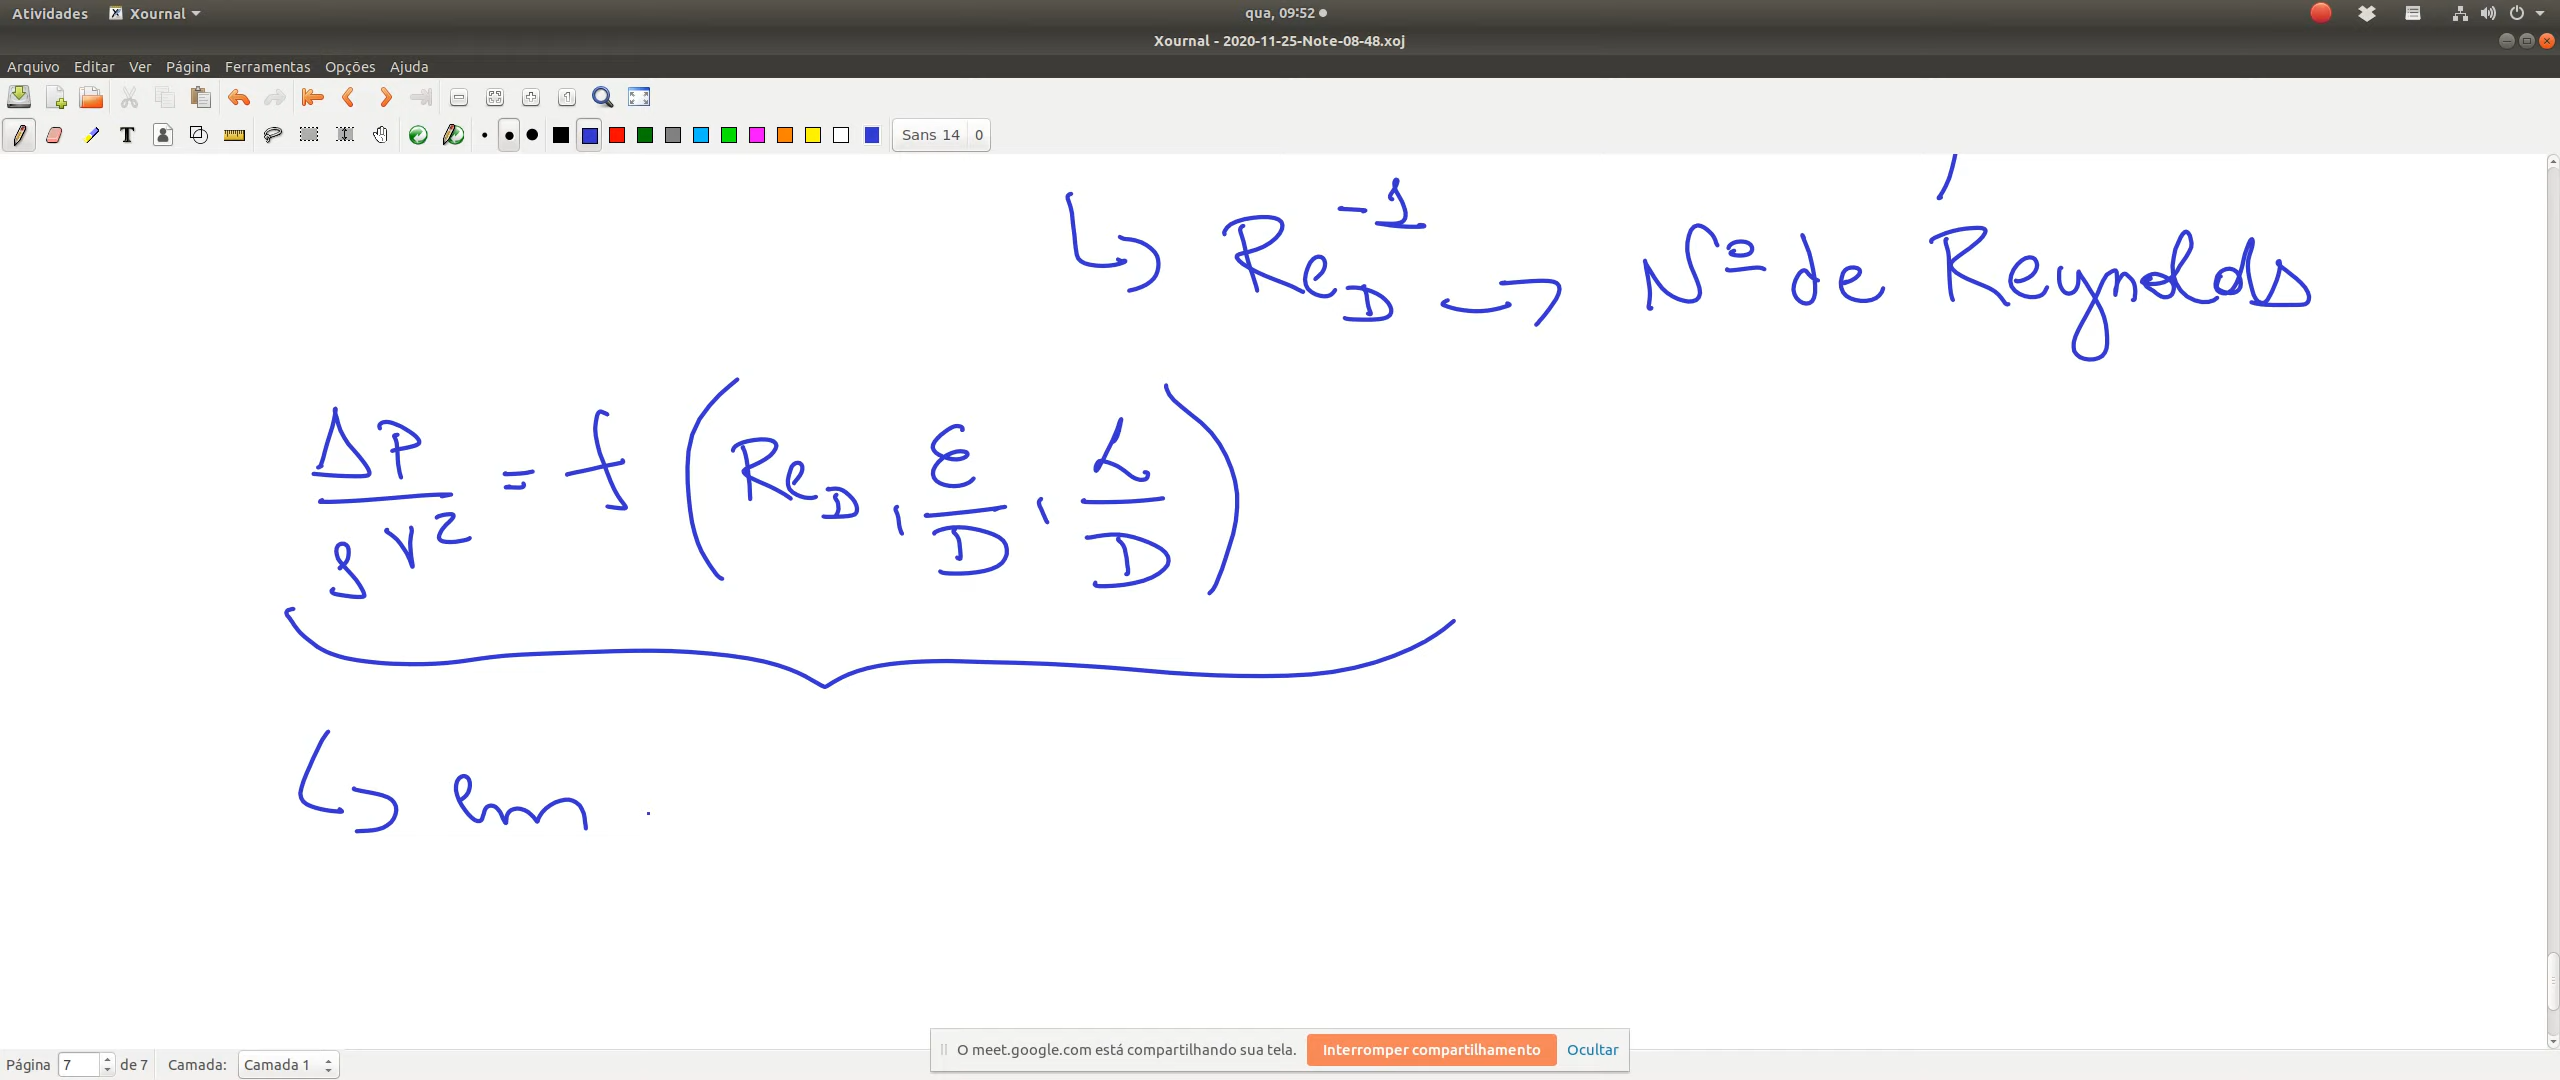 Atividades Xournal qua, 09:52
Xournal - 2020-11-25-Note-08-48.xoj
Arquivo Editar Ver Página Ferramentas Opções Ajuda
T Sans 14 0
Re_D^-1 → Nº de Reynolds
ΔP/ρV² = f (Re_D, ε/D, L/D)
em
O meet.google.com está compartilhando sua tela. Interromper compartilhamento Ocultar
Página 7 de 7 Camada: Camada 1